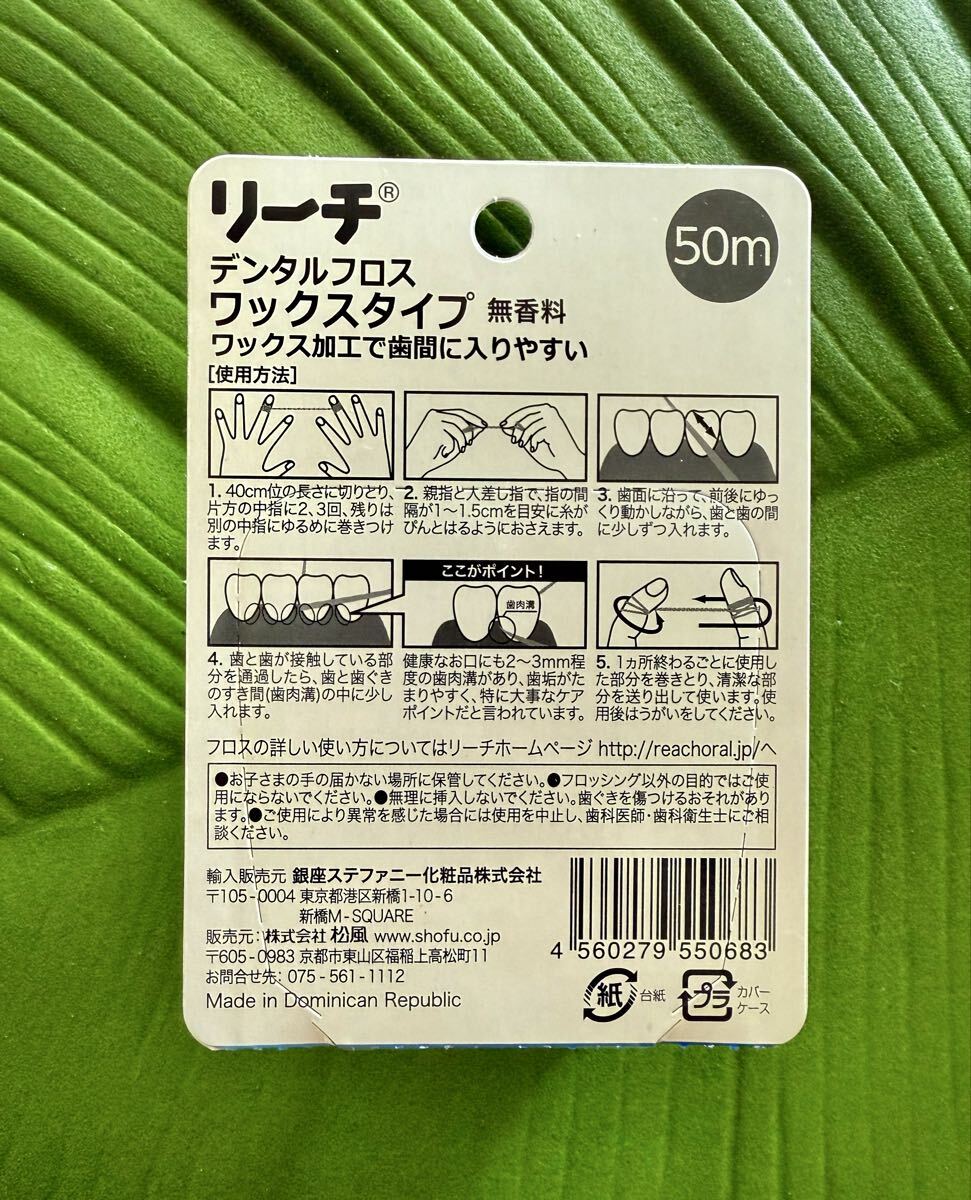 リーチ®
50m
デンタルフロス
ワックスタイプ 無香料
ワックス加工で歯間に入りやすい
[使用方法]
1. 40cm位の長さに切りとり、
片方の中指に2、3回、残りは
別の中指にゆるめに巻きつけ
ます。
2. 親指と人差し指で、指の間
隔が1〜1.5cmを目安に糸が
ぴんとはるようにおさえます。
3. 歯面に沿って、前後にゆっ
くり動かしながら、歯と歯の間
に少しずつ入れます。
4. 歯と歯が接触している部
分を通過したら、歯と歯ぐき
のすき間(歯肉溝)の中に少し
入れます。
ここがポイント!
歯肉溝
健康なお口にも2〜3mm程
度の歯肉溝があり、歯垢がた
まりやすく、特に大事なケア
ポイントだと言われています。
5. 1ヵ所終わるごとに使用し
た部分を巻きとり、清潔な部
分を送り出して使います。使
用後はうがいをしてください。
フロスの詳しい使い方についてはリーチホームページ http://reachoral.jp/へ
●お子さまの手の届かない場所に保管してください。●フロッシング以外の目的ではご使
用にならないでください。●無理に挿入しないでください。歯ぐきを傷つけるおそれがあり
ます。●ご使用により異常を感じた場合には使用を中止し、歯科医師・歯科衛生士にご相
談ください。
輸入販売元 銀座ステファニー化粧品株式会社
〒105-0004 東京都港区新橋1-10-6
新橋M-SQUARE
販売元: 株式会社 松風 www.shofu.co.jp
〒605-0983 京都市東山区福稲上高松町11
お問合せ先: 075-561-1112
Made in Dominican Republic
4 560279 550683
紙 台紙
プラ カバー
ケース